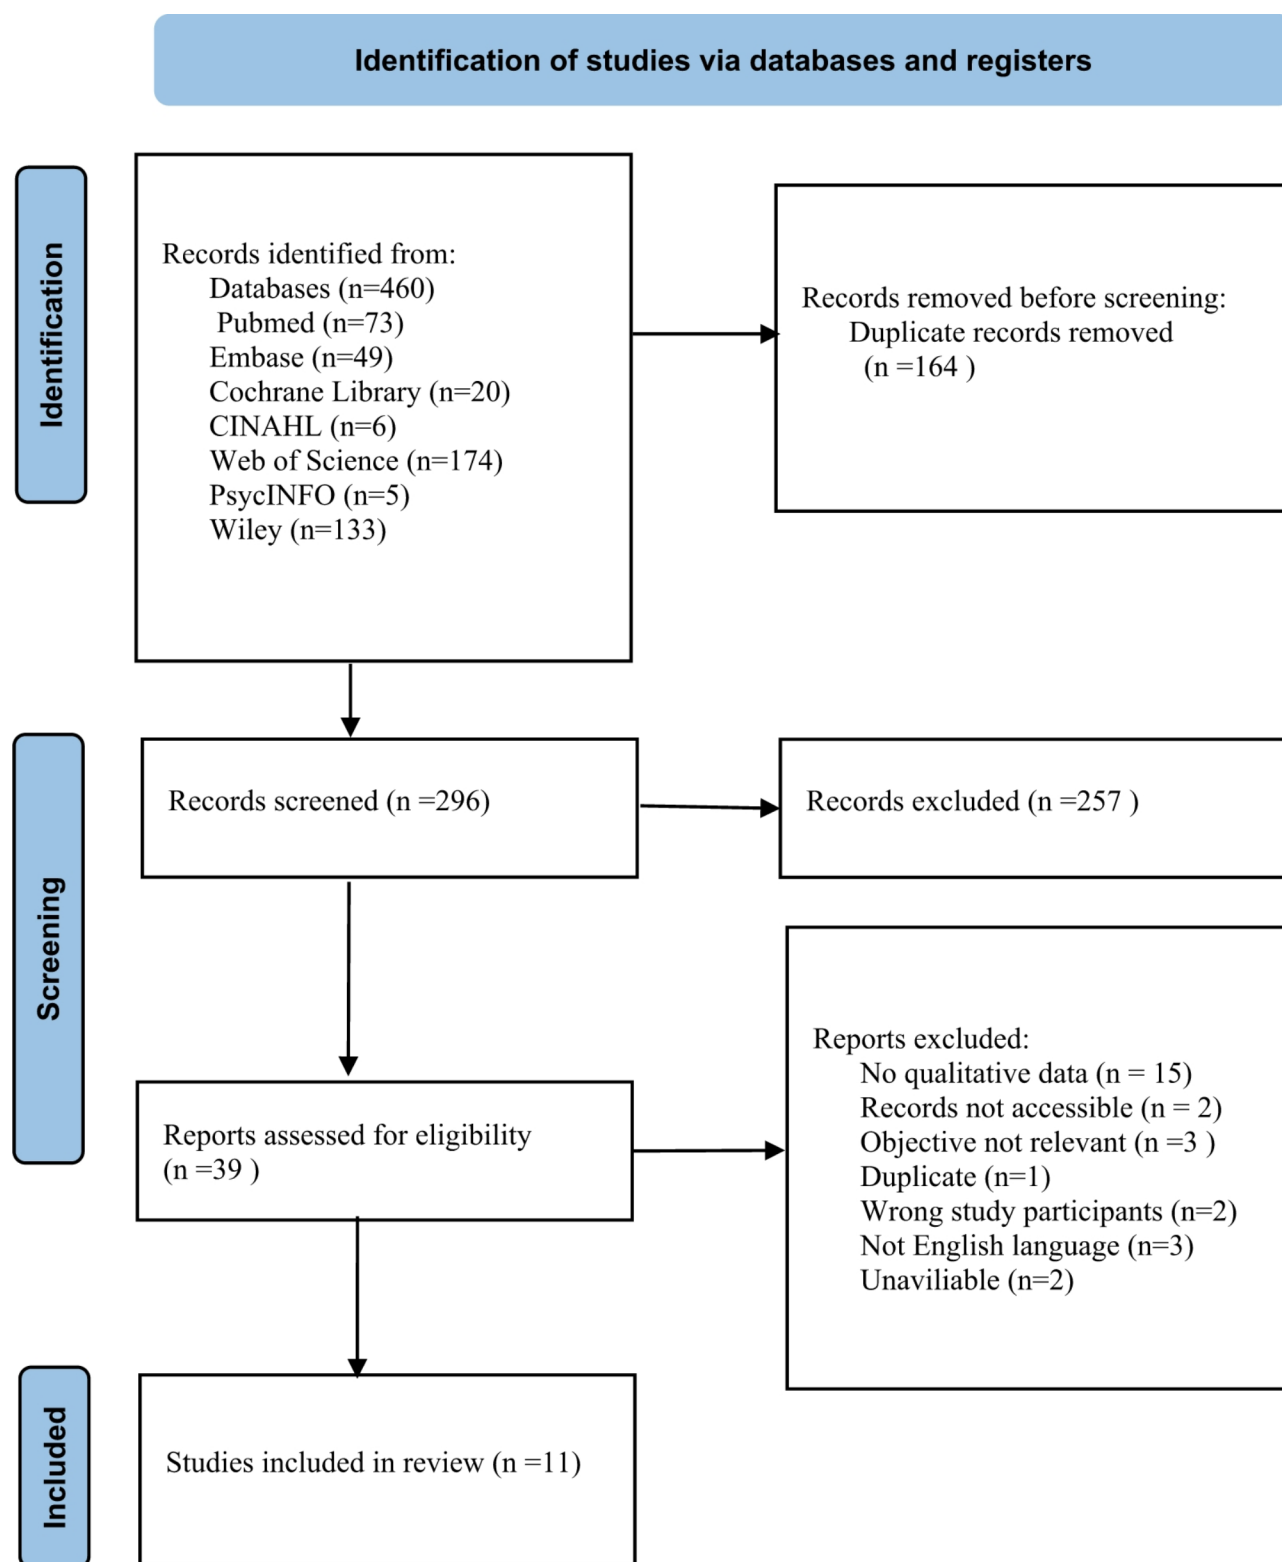 Identification of studies via databases and registers
Identification
Records identified from:
Databases (n=460)
Pubmed (n=73)
Embase (n=49)
Cochrane Library (n=20)
CINAHL (n=6)
Web of Science (n=174)
PsycINFO (n=5)
Wiley (n=133)
Records removed before screening:
Duplicate records removed
(n =164 )
Screening
Records screened (n =296)
Records excluded (n =257 )
Reports assessed for eligibility
(n =39 )
Reports excluded:
No qualitative data (n = 15)
Records not accessible (n = 2)
Objective not relevant (n =3 )
Duplicate (n=1)
Wrong study participants (n=2)
Not English language (n=3)
Unaviliable (n=2)
Included
Studies included in review (n =11)